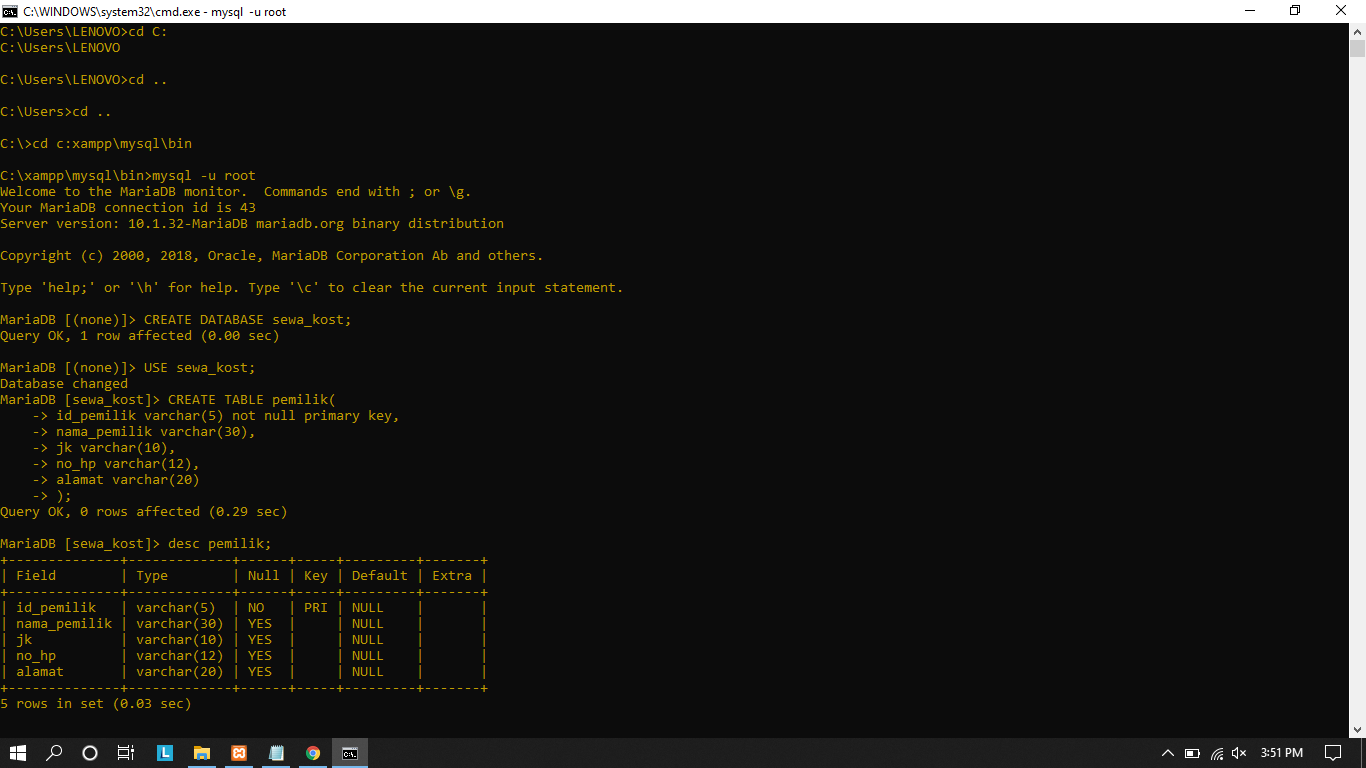 C:\WINDOWS\system32\cmd.exe - mysql  -u root
C:\Users\LENOVO>cd C:
C:\Users\LENOVO
C:\Users\LENOVO>cd ..
C:\Users>cd ..
C:\>cd c:xampp\mysql\bin
C:\xampp\mysql\bin>mysql -u root
Welcome to the MariaDB monitor.  Commands end with ; or \g.
Your MariaDB connection id is 43
Server version: 10.1.32-MariaDB mariadb.org binary distribution
Copyright (c) 2000, 2018, Oracle, MariaDB Corporation Ab and others.
Type 'help;' or '\h' for help. Type '\c' to clear the current input statement.
MariaDB [(none)]> CREATE DATABASE sewa_kost;
Query OK, 1 row affected (0.00 sec)
MariaDB [(none)]> USE sewa_kost;
Database changed
MariaDB [sewa_kost]> CREATE TABLE pemilik(
    -> id_pemilik varchar(5) not null primary key,
    -> nama_pemilik varchar(30),
    -> jk varchar(10),
    -> no_hp varchar(12),
    -> alamat varchar(20)
    -> );
Query OK, 0 rows affected (0.29 sec)
MariaDB [sewa_kost]> desc pemilik;
+--------------+-------------+------+-----+---------+-------+
| Field        | Type        | Null | Key | Default | Extra |
+--------------+-------------+------+-----+---------+-------+
| id_pemilik   | varchar(5)  | NO   | PRI | NULL    |       |
| nama_pemilik | varchar(30) | YES  |     | NULL    |       |
| jk           | varchar(10) | YES  |     | NULL    |       |
| no_hp        | varchar(12) | YES  |     | NULL    |       |
| alamat       | varchar(20) | YES  |     | NULL    |       |
+--------------+-------------+------+-----+---------+-------+
5 rows in set (0.03 sec)
L
3:51 PM